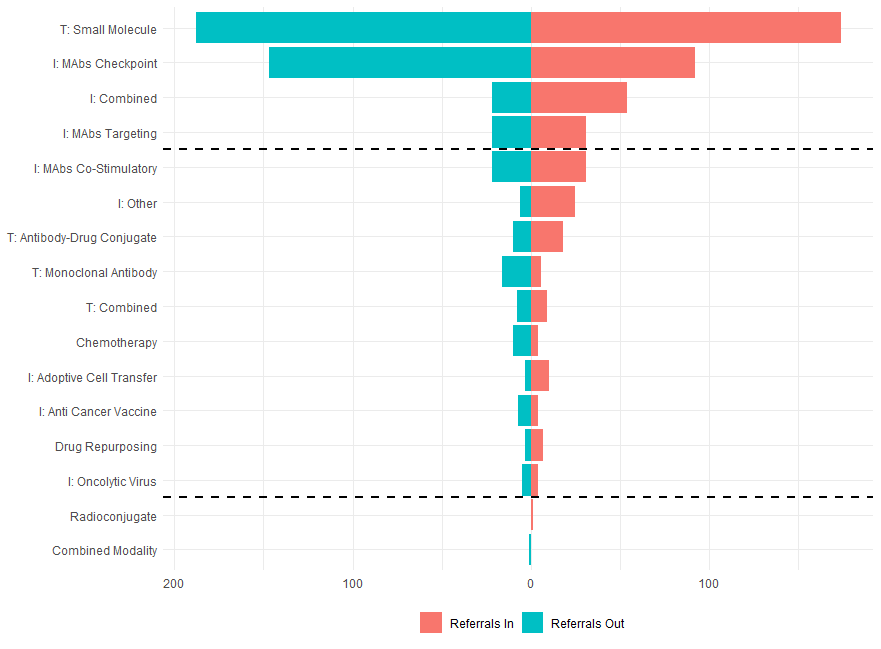 T: Small Molecule
I: MAbs Checkpoint
I: Combined
I: MAbs Targeting
I: MAbs Co-Stimulatory
I: Other
T: Antibody-Drug Conjugate
T: Monoclonal Antibody
T: Combined
Chemotherapy
I: Adoptive Cell Transfer
I: Anti Cancer Vaccine
Drug Repurposing
I: Oncolytic Virus
Radioconjugate
Combined Modality
200 100 0 100
Referrals In Referrals Out